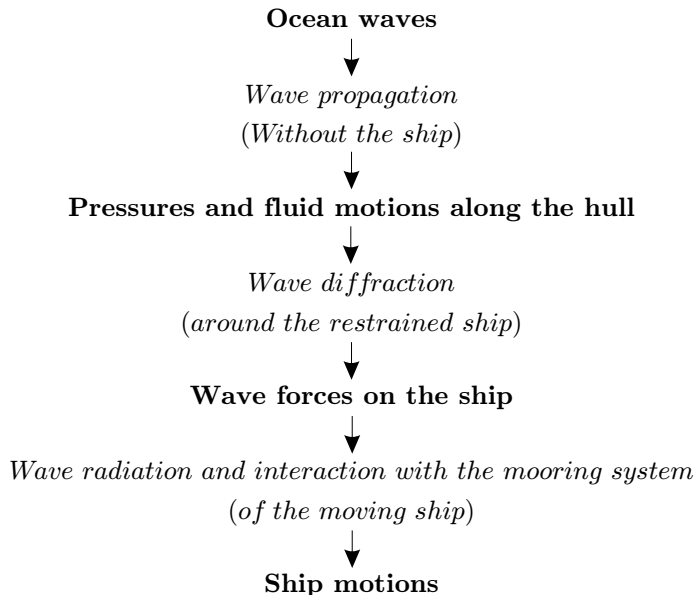 Ocean waves
Wave propagation
(Without the ship)
Pressures and fluid motions along the hull
Wave diffraction
(around the restrained ship)
Wave forces on the ship
Wave radiation and interaction with the mooring system
(of the moving ship)
Ship motions